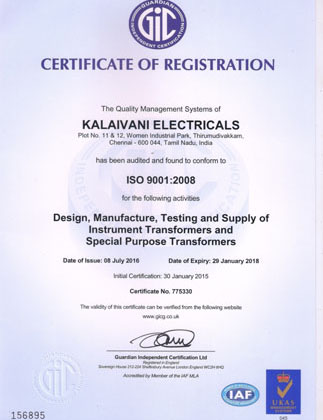 GUARDIAN
GIC
INDEPENDENT CERTIFICATION
CERTIFICATE OF REGISTRATION
The Quality Management Systems of
KALAIVANI ELECTRICALS
Plot No. 11 & 12, Women Industrial Park, Thirumudivakkam,
Chennai - 600 044, Tamil Nadu, India
has been audited and found to conform to
ISO 9001:2008
for the following activities
Design, Manufacture, Testing and Supply of
Instrument Transformers and
Special Purpose Transformers
Date of Issue: 08 July 2016 Date of Expiry: 29 January 2018
Initial Certification: 30 January 2015
Certificate No. 775330
The validity of this certificate can be verified from the following website
www.gicg.co.uk
Guardian Independent Certification Ltd
Registered in England
Sovereign House 212-224 Shaftesbury Avenue London England WC2H 8HQ
Accredited by Member of the IAF MLA
IAF
UKAS
MANAGEMENT
SYSTEMS
045
156895